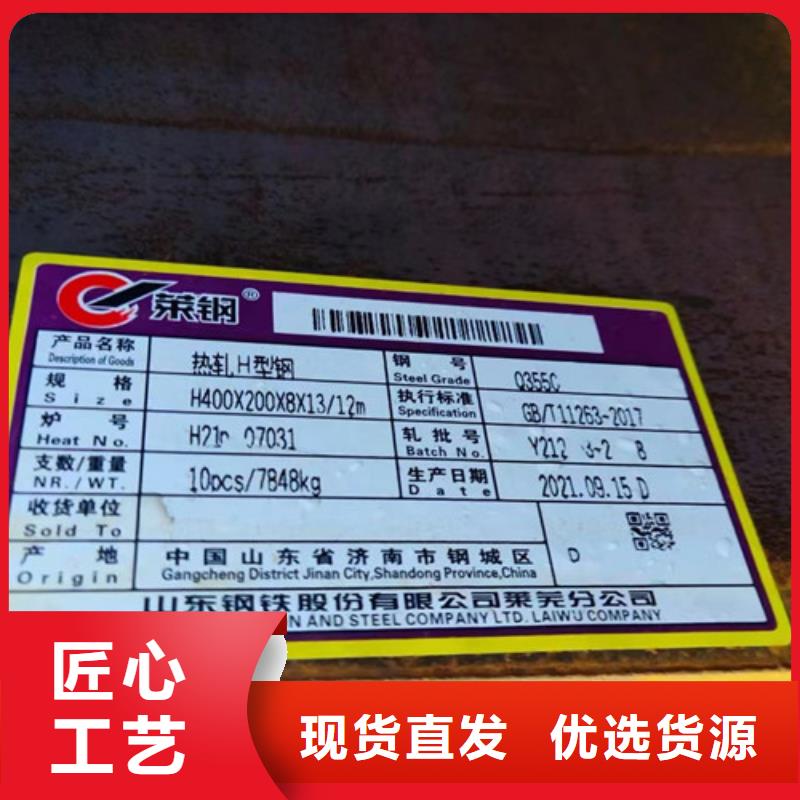 莱钢®
产品名称 热轧H型钢 钢号 Q355C
Description of Goods Steel Grade
规格 H400X200X8X13/12m 执行标准 GB/T11263-2017
Size Specification
炉号 07031 轧批号
Heat No. Batch No.
支数/重量 10pcs/7848kg 生产日期 2021.09.15 D
NR./WT. Date
收货单位
Sold To
产地 中国山东省济南市钢城区 D
Origin Gangcheng District Jinan City,Shandong Province,China
山东钢铁股份有限公司莱芜分公司
AND STEEL COMPANY LTD. LAIWU COMPANY
匠心
工艺
现货直发 优选货源